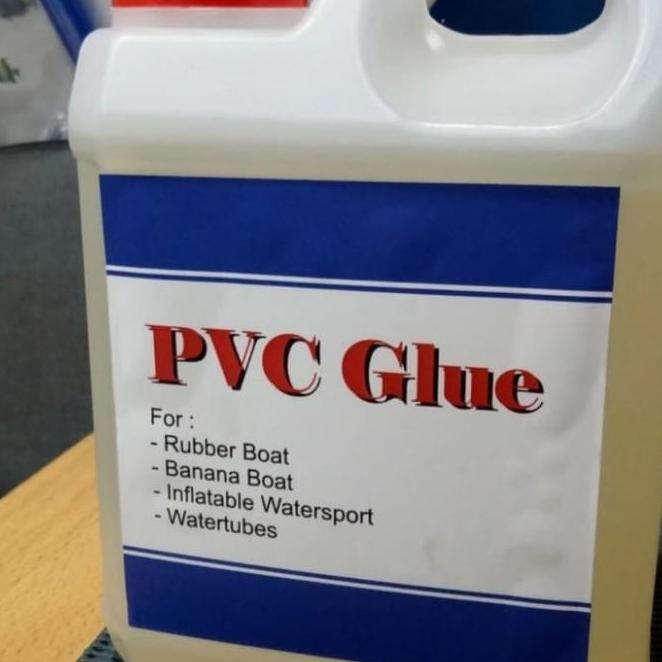 PVC Glue
For :
- Rubber Boat
- Banana Boat
- Inflatable Watersport
- Watertubes